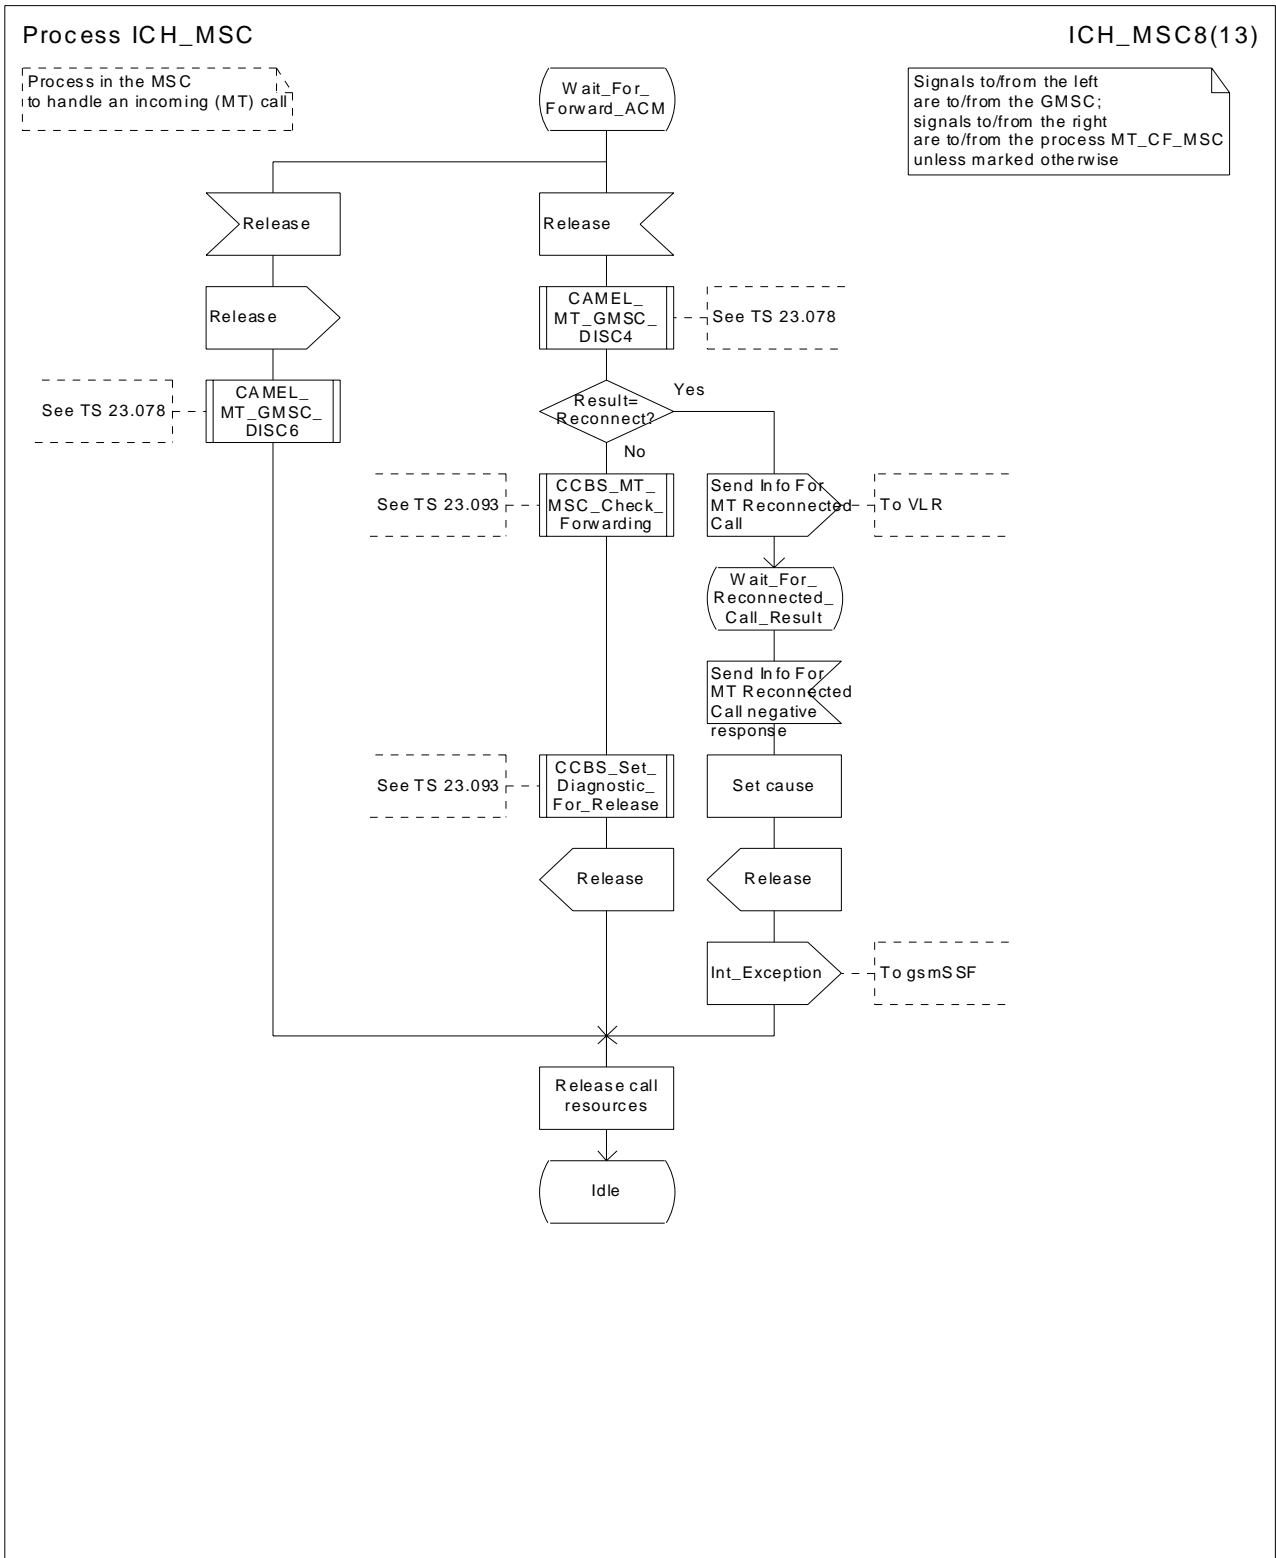 Process ICH_MSC
ICH_MSC8(13)
Process in the MSC
to handle an incoming (MT) call
Wait_For_
Forward_ACM
Signals to/from the left
are to/from the GMSC;
signals to/from the right
are to/from the process MT_CF_MSC
unless marked otherwise
Release
Release
Release
CAMEL_
MT_GMSC_
DISC4
See TS 23.078
See TS 23.078
CAMEL_
MT_GMSC_
DISC6
Result=
Reconnect?
Yes
No
See TS 23.093
CCBS_MT_
MSC_Check_
Forwarding
Send Info For
MT Reconnected
Call
To VLR
Wait_For_
Reconnected_
Call_Result
Send Info For
MT Reconnected
Call negative
response
See TS 23.093
CCBS_Set_
Diagnostic_
For_Release
Set cause
Release
Release
Int_Exception
To gsmSSF
Release call
resources
Idle